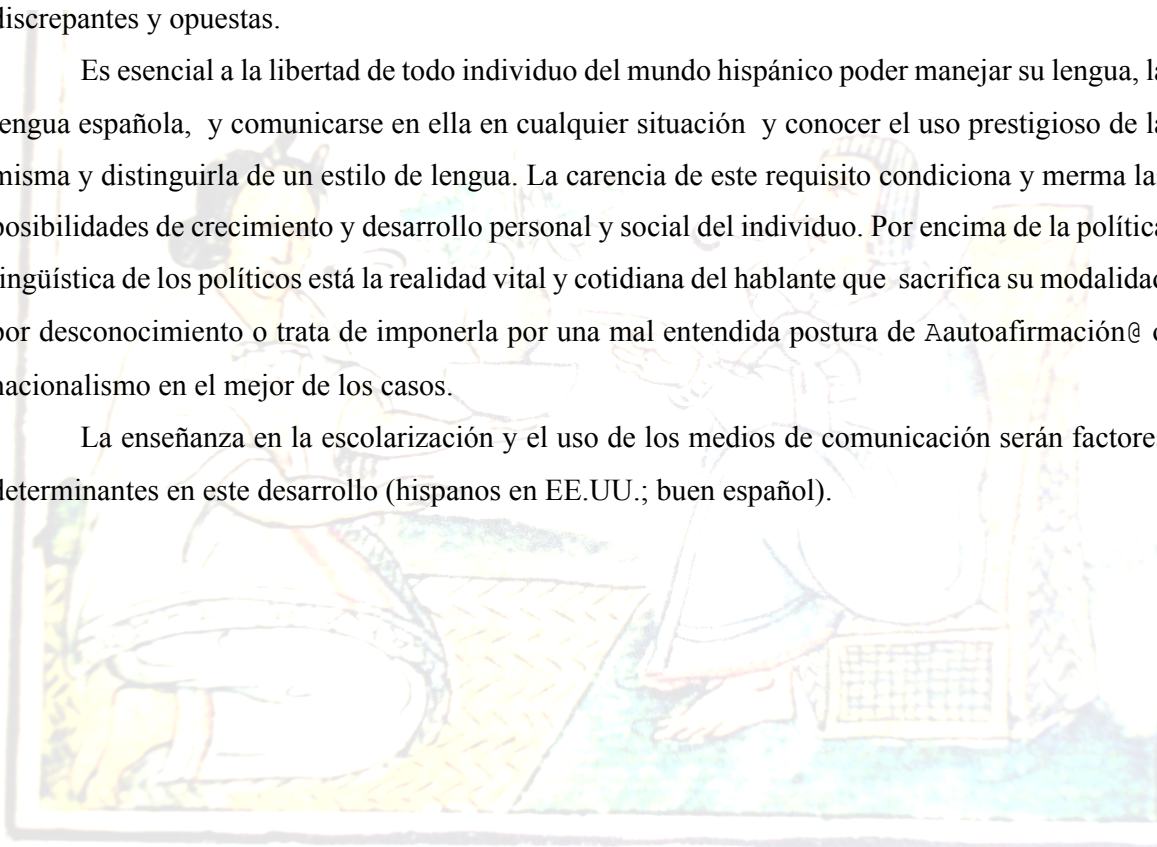 discrepantes y opuestas.
Es esencial a la libertad de todo individuo del mundo hispánico poder manejar su lengua, la
lengua española, y comunicarse en ella en cualquier situación y conocer el uso prestigioso de la
misma y distinguirla de un estilo de lengua. La carencia de este requisito condiciona y merma la
posibilidades de crecimiento y desarrollo personal y social del individuo. Por encima de la política
lingüística de los políticos está la realidad vital y cotidiana del hablante que sacrifica su modalidad
por desconocimiento o trata de imponerla por una mal entendida postura de Aautoafirmación@ o
nacionalismo en el mejor de los casos.
La enseñanza en la escolarización y el uso de los medios de comunicación serán factore
determinantes en este desarrollo (hispanos en EE.UU.; buen español).